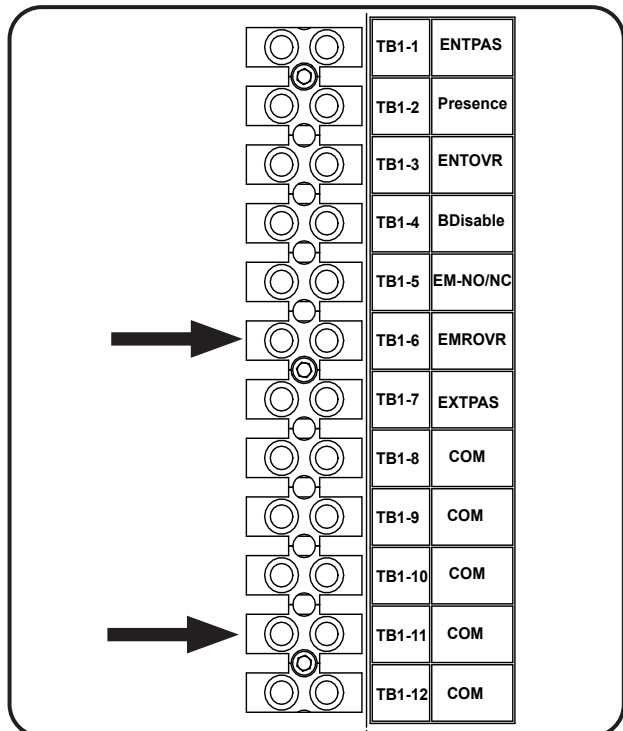 TB1-1 ENTPAS
TB1-2 Presence
TB1-3 ENTOVR
TB1-4 BDisable
TB1-5 EM-NO/NC
TB1-6 EMROVR
TB1-7 EXTPAS
TB1-8 COM
TB1-9 COM
TB1-10 COM
TB1-11 COM
TB1-12 COM